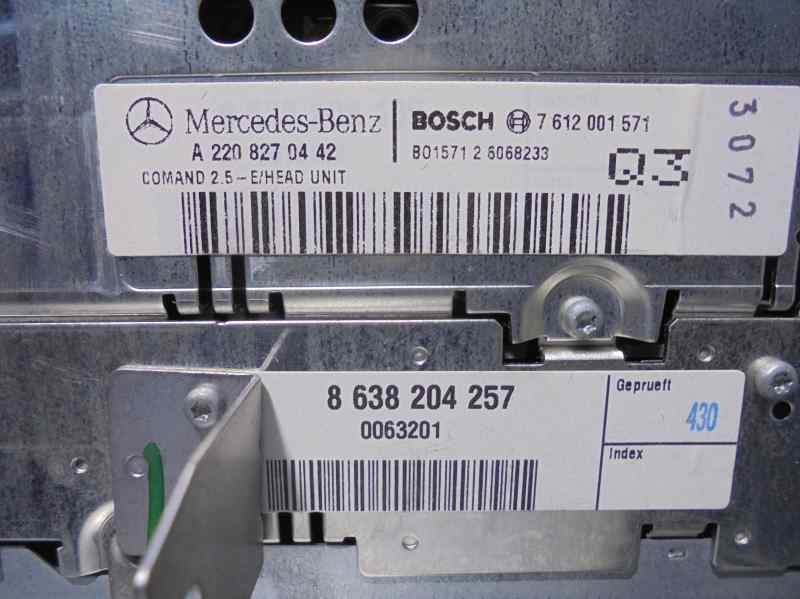 Mercedes-Benz
A 220 827 04 42
COMAND 2.5-E/HEAD UNIT
BOSCH 7 612 001 571
B01571 2 6068233
Q3
3072
8 638 204 257
0063201
Geprueft
430
Index